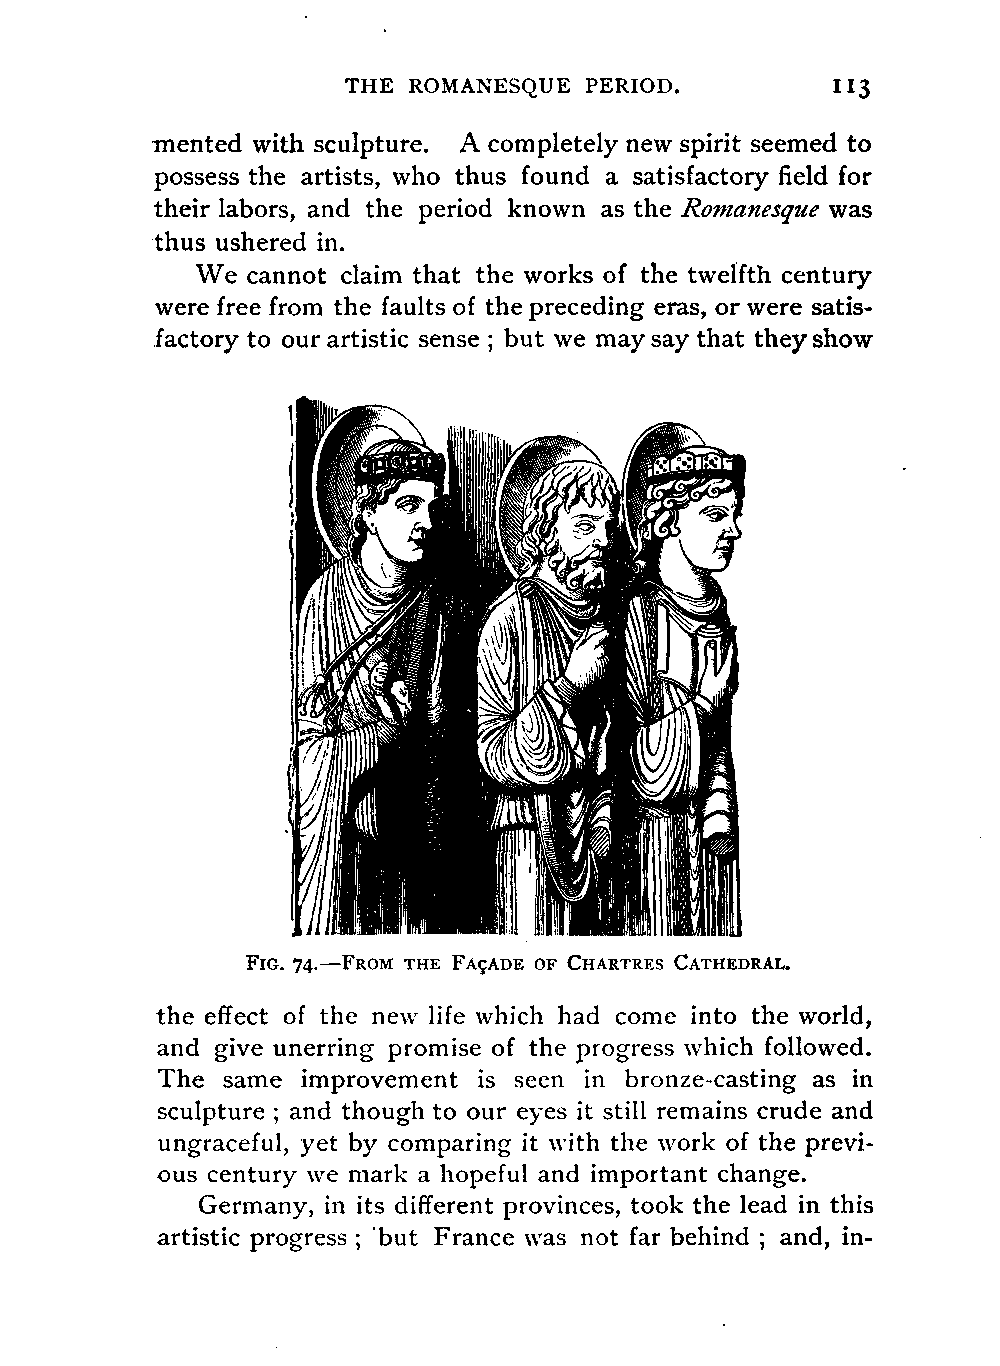 THE ROMANESQUE PERIOD. 113
mented with sculpture. A completely new spirit seemed to
possess the artists, who thus found a satisfactory field for
their labors, and the period known as the Romanesque was
thus ushered in.
We cannot claim that the works of the twelfth century
were free from the faults of the preceding eras, or were satis-
factory to our artistic sense ; but we may say that they show
FIG. 74.—FROM THE FAÇADE OF CHARTRES CATHEDRAL.
the effect of the new life which had come into the world,
and give unerring promise of the progress which followed.
The same improvement is seen in bronze-casting as in
sculpture ; and though to our eyes it still remains crude and
ungraceful, yet by comparing it with the work of the previ-
ous century we mark a hopeful and important change.
Germany, in its different provinces, took the lead in this
artistic progress ; but France was not far behind ; and, in-